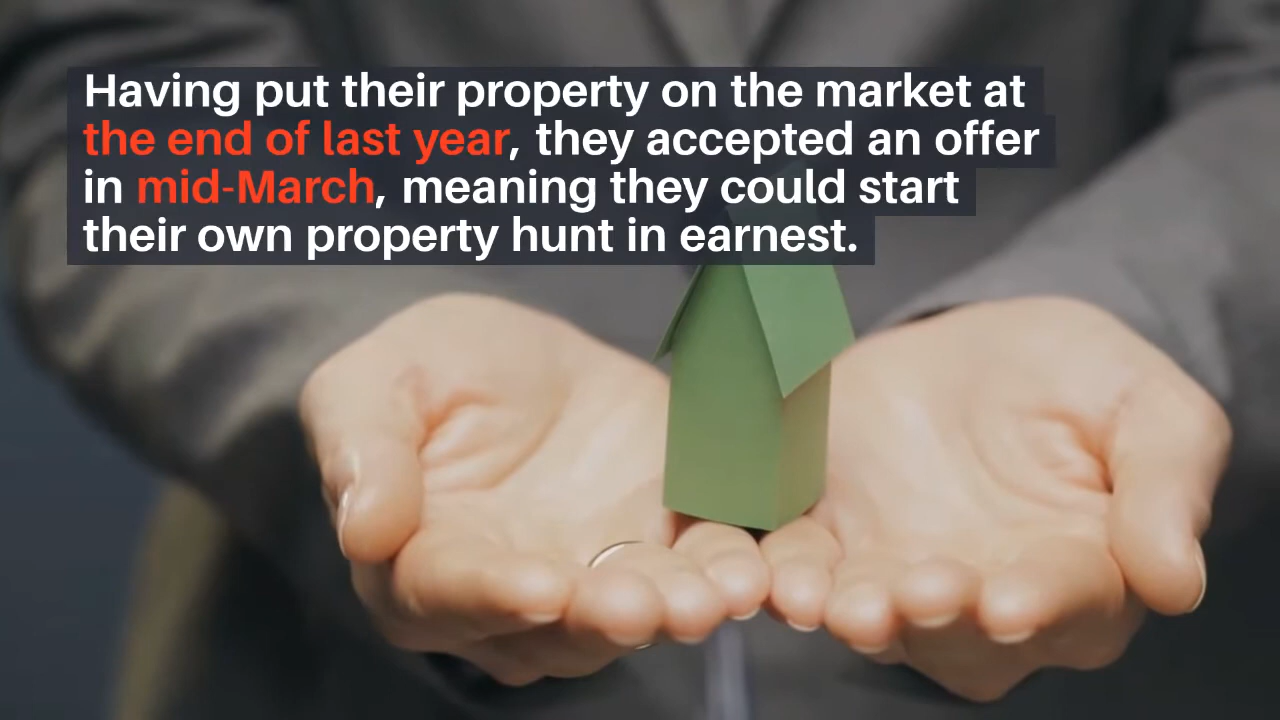 Having put their property on the market at
the end of last year, they accepted an offer
in mid-March, meaning they could start
their own property hunt in earnest.